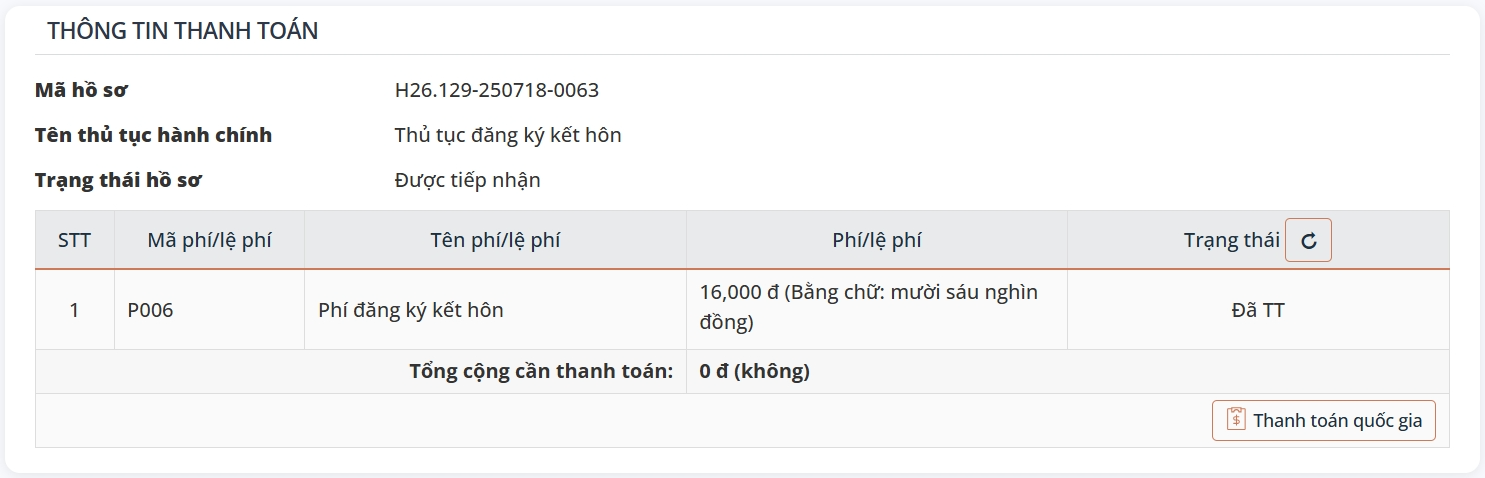 THÔNG TIN THANH TOÁN
Mã hồ sơ H26.129-250718-0063
Tên thủ tục hành chính Thủ tục đăng ký kết hôn
Trạng thái hồ sơ Được tiếp nhận
STT Mã phí/lệ phí Tên phí/lệ phí Phí/lệ phí Trạng thái
1 P006 Phí đăng ký kết hôn 16,000 đ (Bằng chữ: mười sáu nghìn
đồng) Đã TT
Tổng cộng cần thanh toán: 0 đ (không)
Thanh toán quốc gia